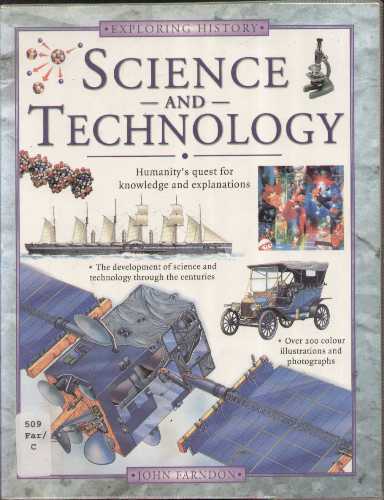 •EXPLORING HISTORY•
SCIENCE
—AND—
TECHNOLOGY
Humanity's quest for
knowledge and explanations
• The development of science and
technology through the centuries
• Over 200 colour
illustrations and
photographs
509
Far/
C
•JOHN FARNDON•